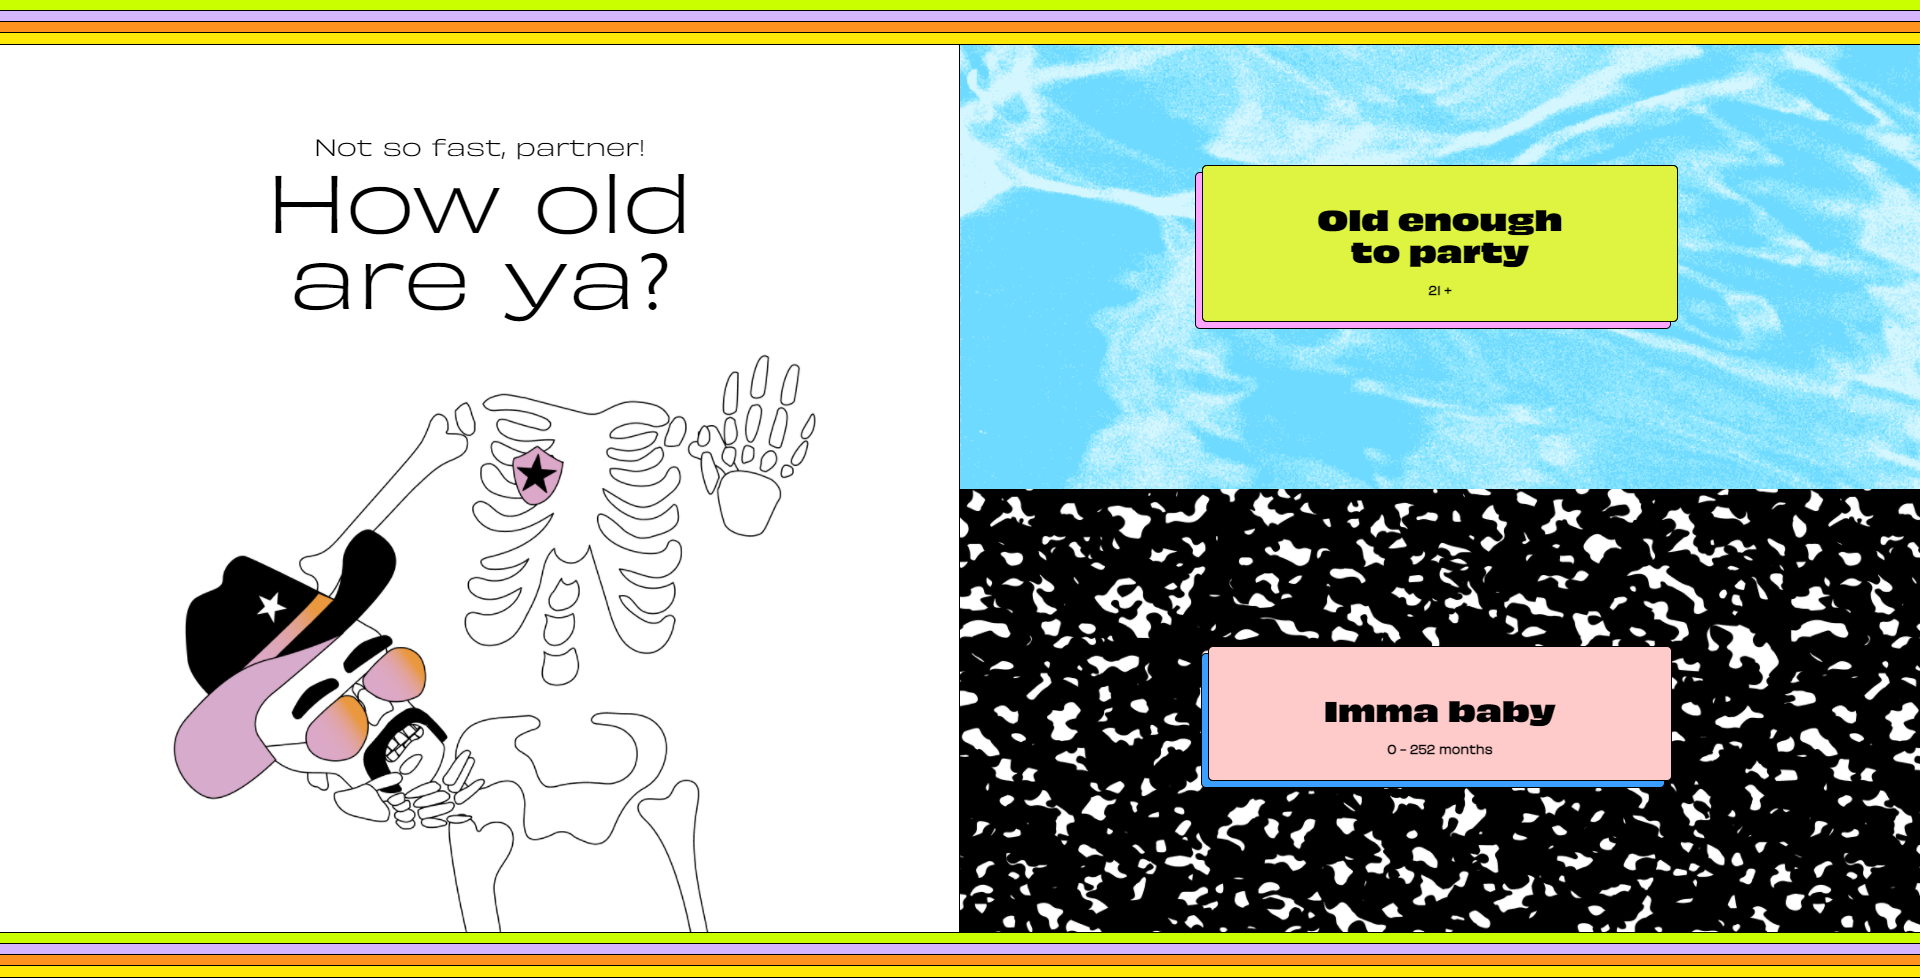 Not so fast, partner!
How old
are ya?
Old enough
to party
21 +
Imma baby
0 - 252 months